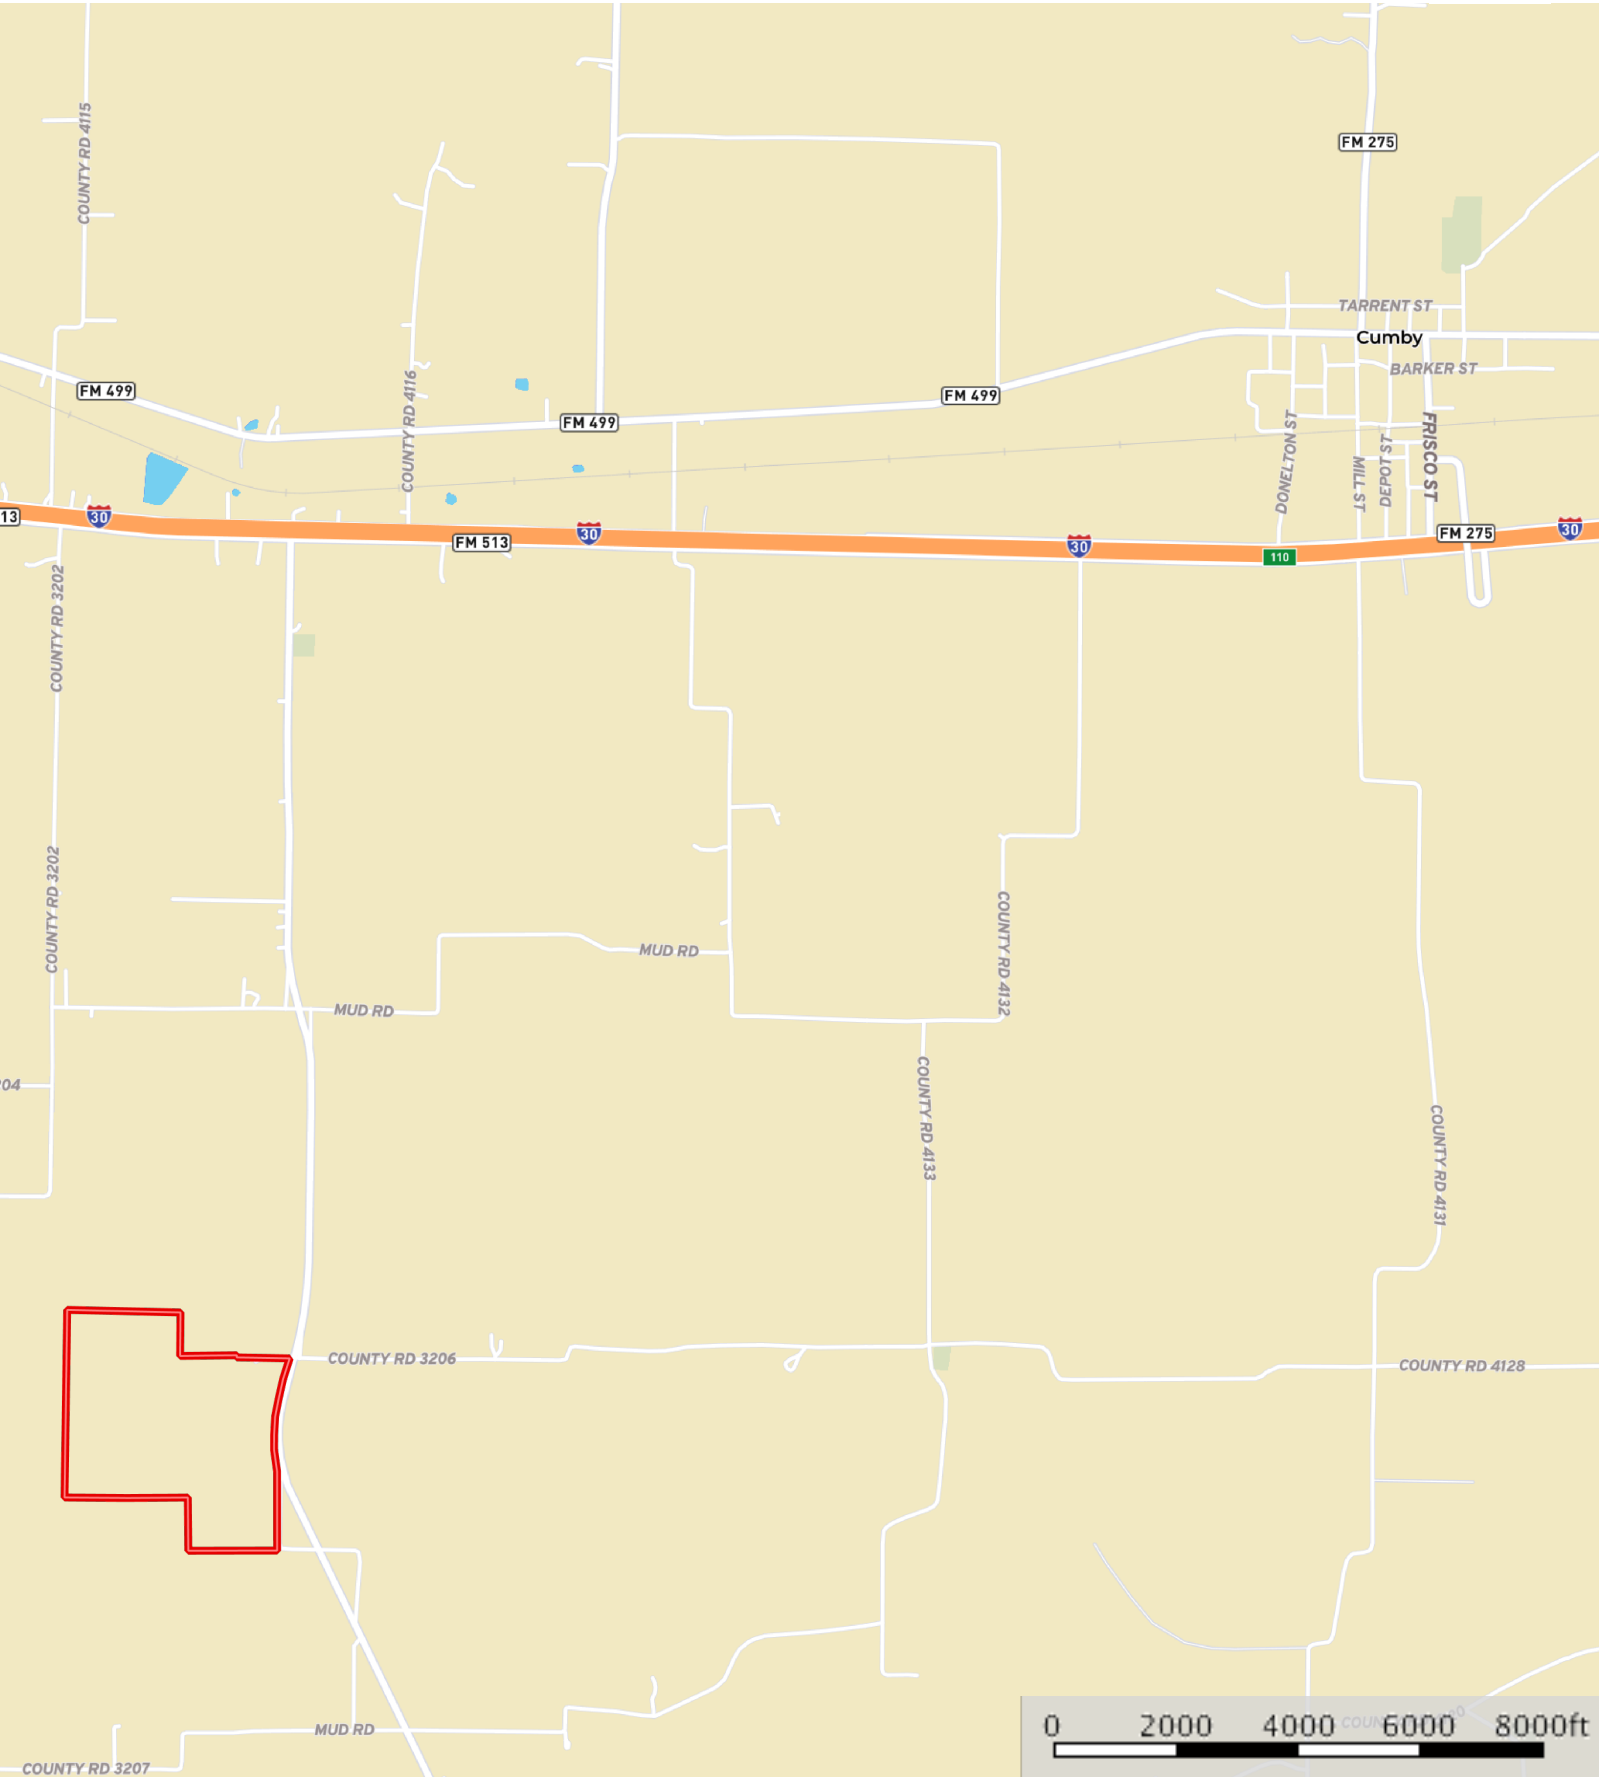 COUNTY RD 4115
FM 275
TARRENT ST
Cumby
BARKER ST
FM 499
FM 499
FM 499
COUNTY RD 4116
DONELTON ST
MILL ST
DEPOT ST
FRISCO ST
13
30
FM 513
30
30
110
FM 275
30
COUNTY RD 3202
COUNTY RD 3202
MUD RD
COUNTY RD 4132
MUD RD
04
COUNTY RD 4133
COUNTY RD 4131
COUNTY RD 3206
COUNTY RD 4128
MUD RD
COUNTY RD 3207
0 2000 4000 6000 8000ft